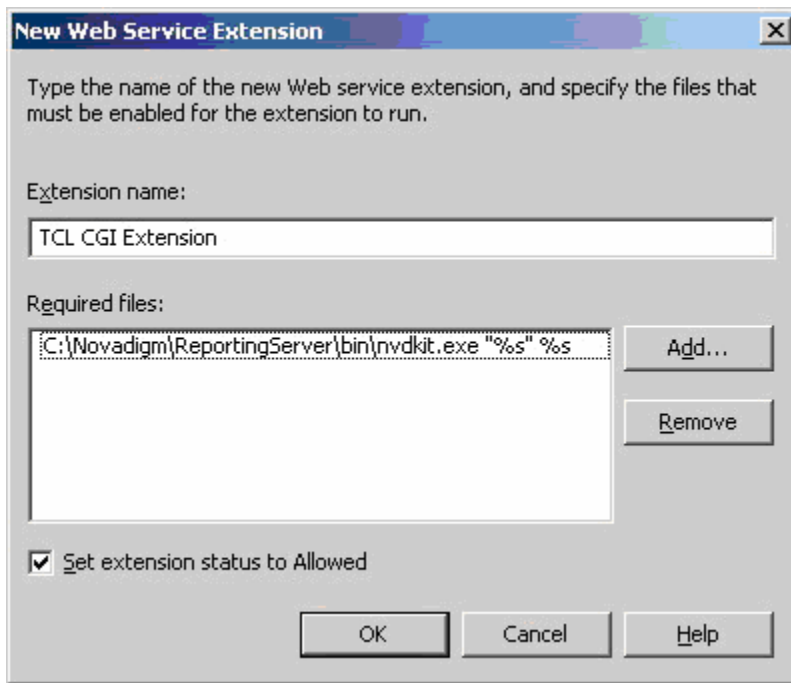 New Web Service Extension
Type the name of the new Web service extension, and specify the files that
must be enabled for the extension to run.
Extension name:
TCL CGI Extension
Required files:
C:\Novadigm\ReportingServer\bin\nvdkit.exe "%s" %s
Add...
Remove
Set extension status to Allowed
OK
Cancel
Help